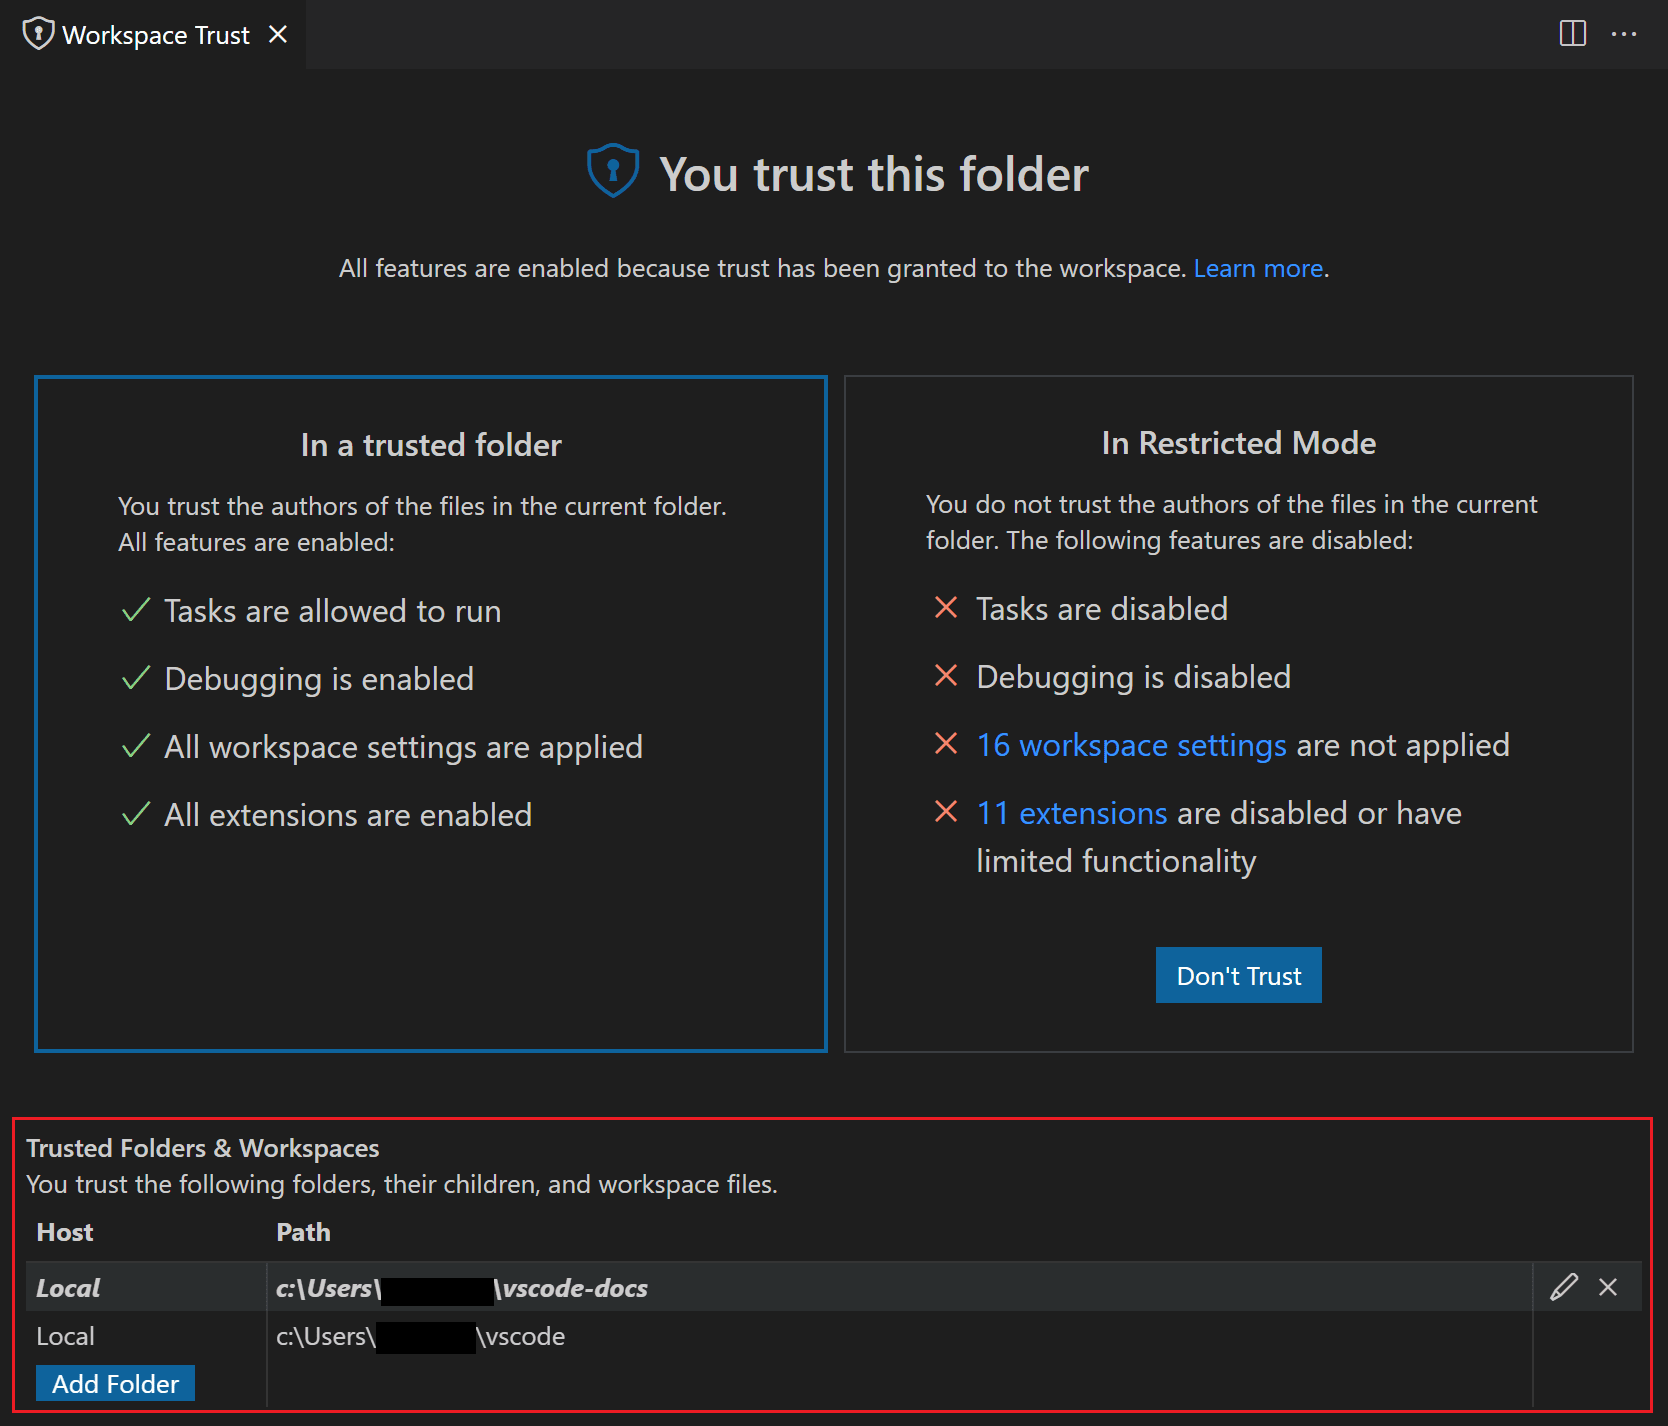 Workspace Trust
You trust this folder
All features are enabled because trust has been granted to the workspace. Learn more.
In a trusted folder
You trust the authors of the files in the current folder.
All features are enabled:
Tasks are allowed to run
Debugging is enabled
All workspace settings are applied
All extensions are enabled
In Restricted Mode
You do not trust the authors of the files in the current
folder. The following features are disabled:
Tasks are disabled
Debugging is disabled
16 workspace settings are not applied
11 extensions are disabled or have
limited functionality
Don't Trust
Trusted Folders & Workspaces
You trust the following folders, their children, and workspace files.
Host Path
Local c:\Users\ \vscode-docs
Local c:\Users\ \vscode
Add Folder